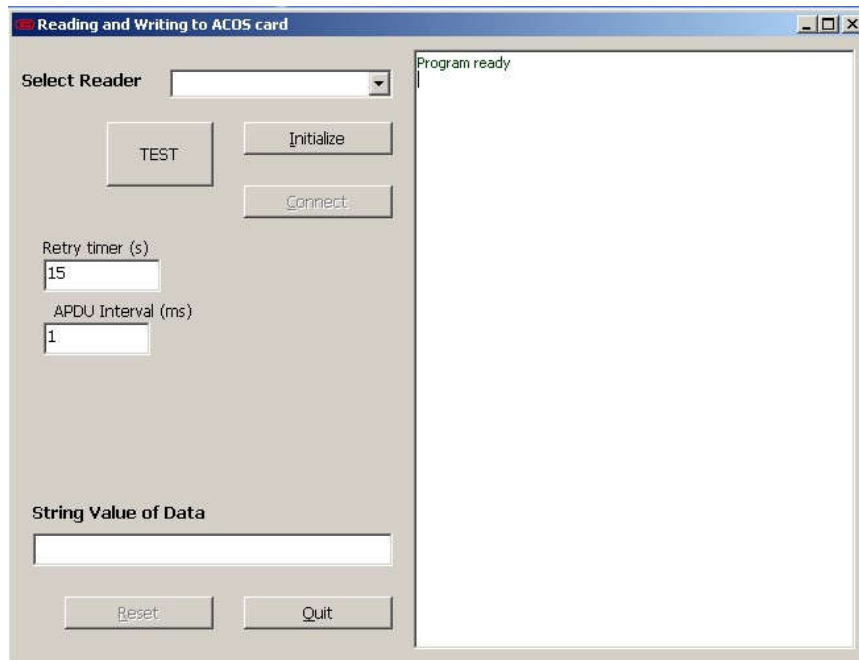 Reading and Writing to ACOS card
Select Reader
Program ready
TEST
Initialize
Connect
Retry timer (s)
15
APDU Interval (ms)
1
String Value of Data
Reset
Quit